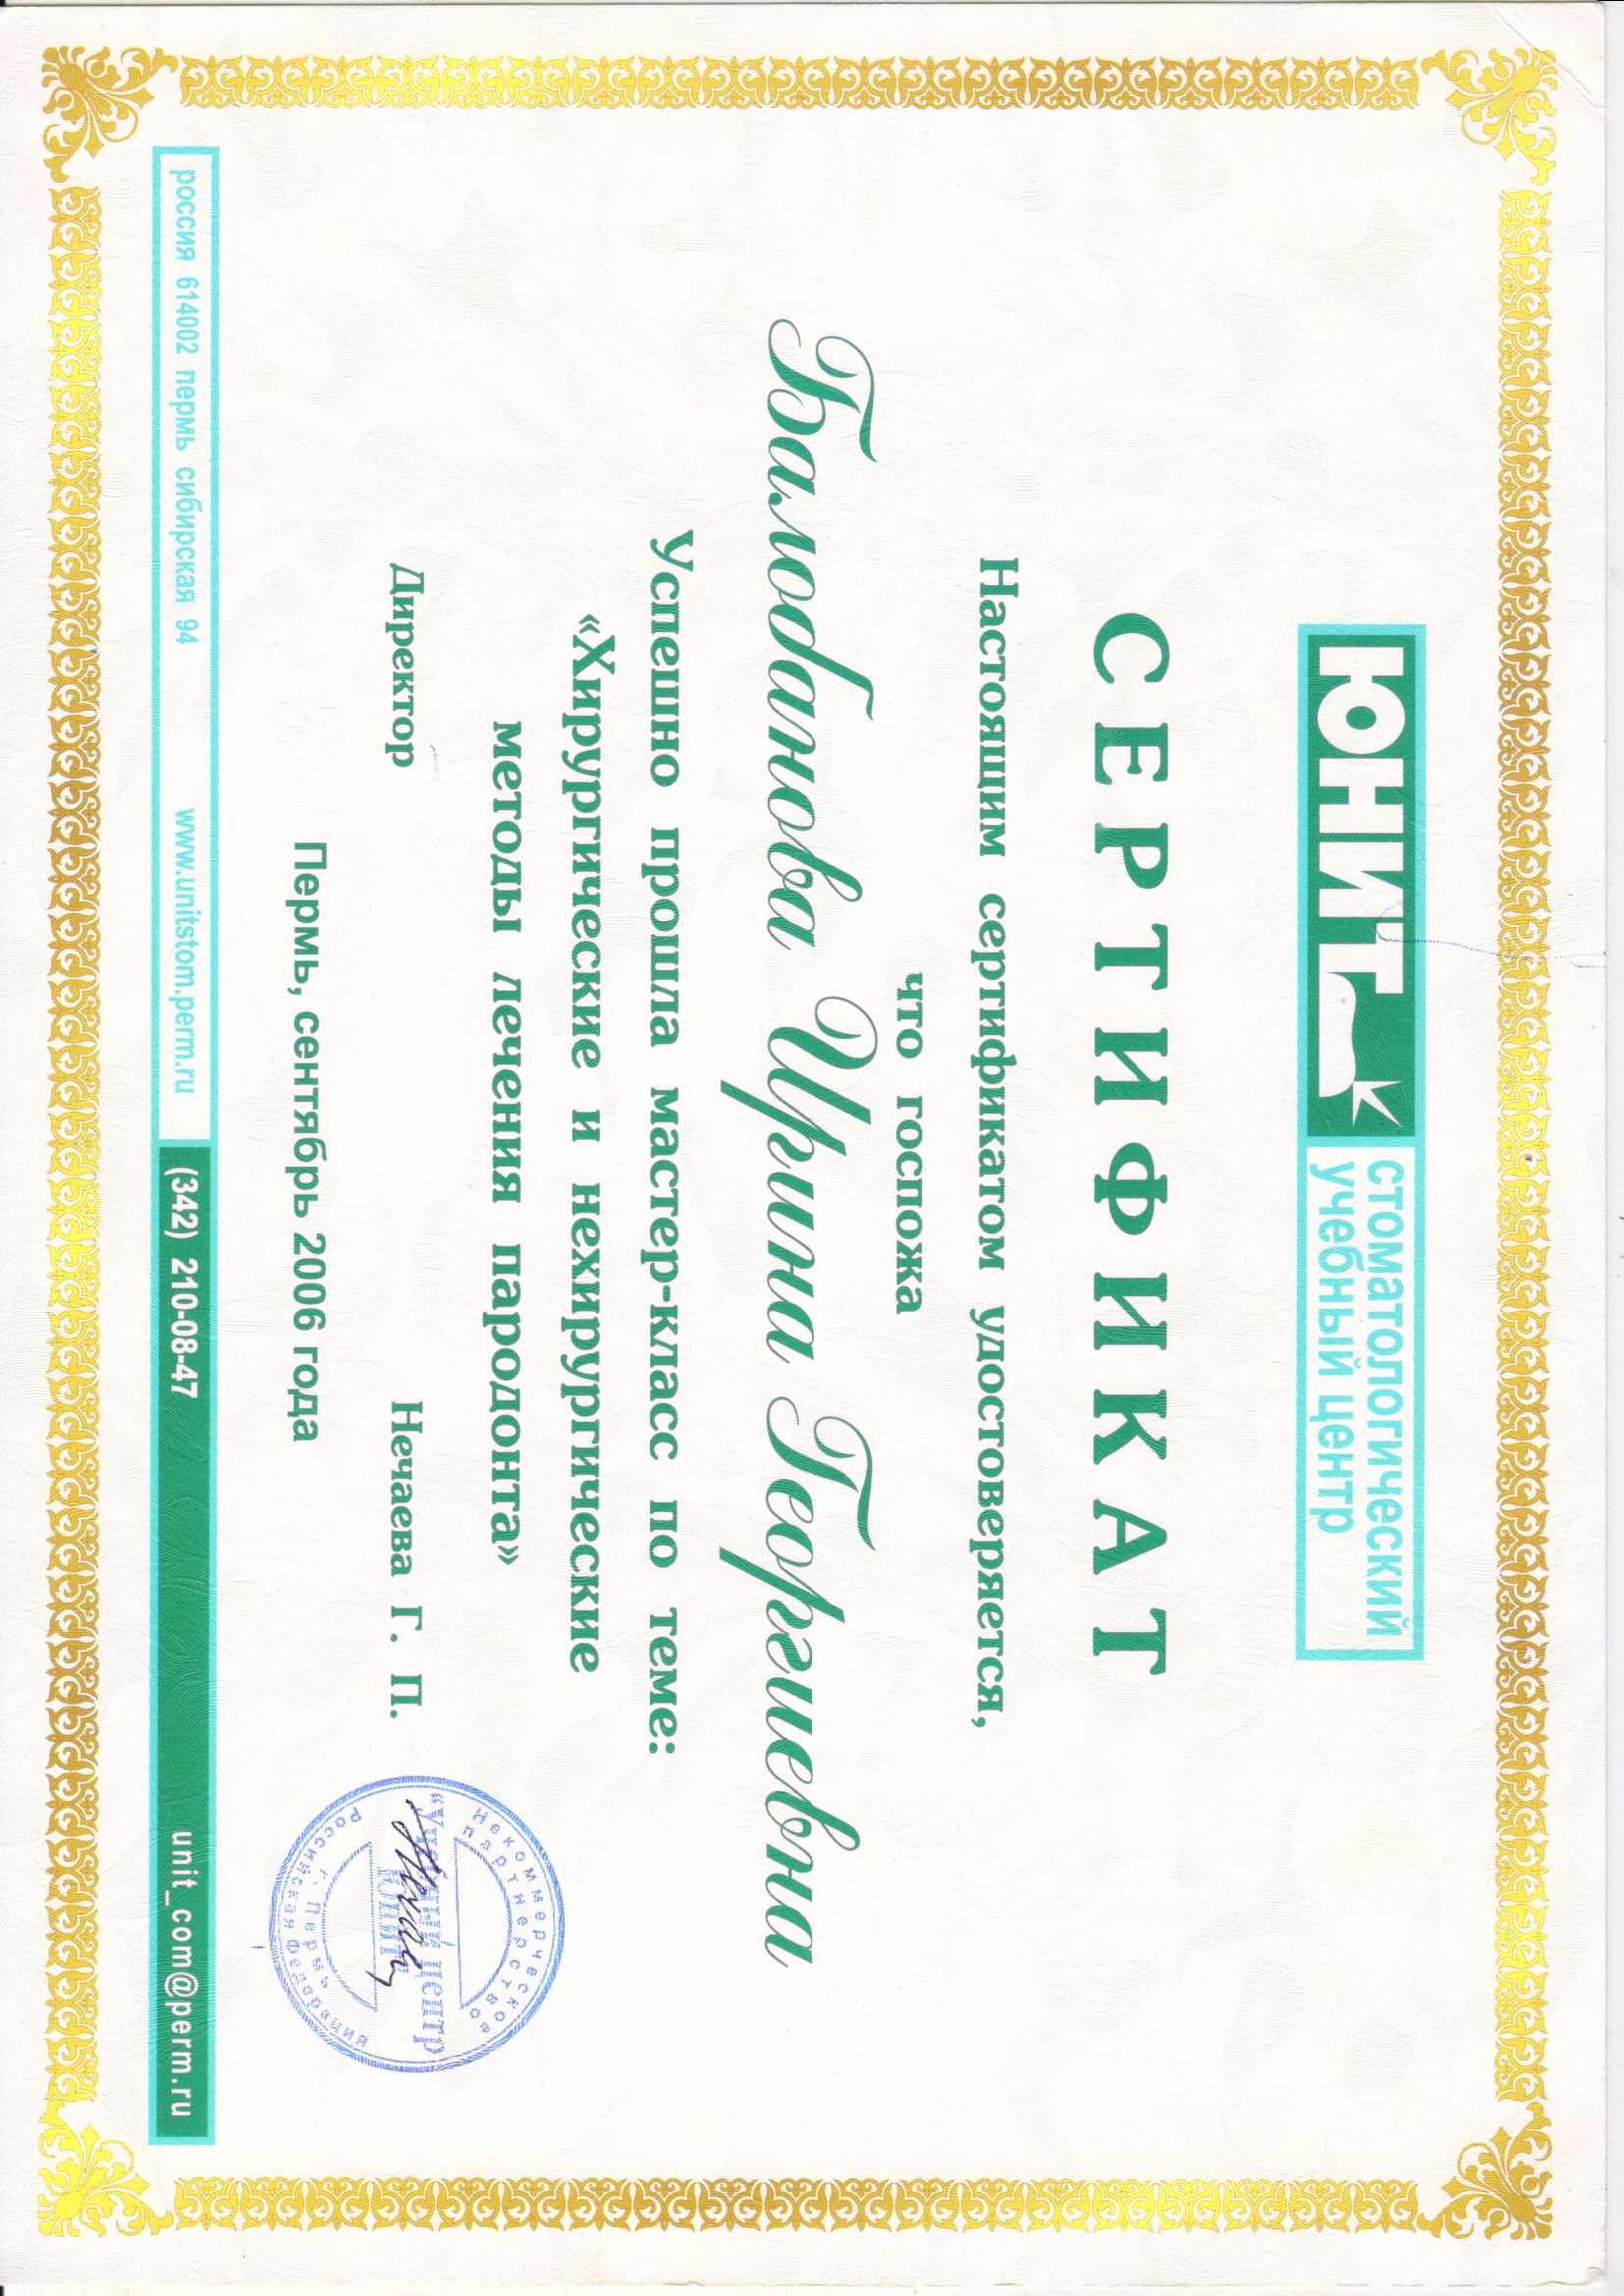 ЮНИТ
стоматологический
учебный центр
СЕРТИФИКАТ
Настоящим сертификатом удостоверяется,
что госпожа
Балобанова Ирина Георгиевна
Успешно прошла мастер-класс по теме:
«Хирургические и нехирургические
методы лечения пародонта»
Директор Нечаева Г. П.
Некоммерческое
партнерство
"Учебный центр
ЮНИТ"
г. Пермь
Российская Федерация
Пермь, сентябрь 2006 года
россия 614002 пермь сибирская 94 www.unitstom.perm.ru (342) 210-08-47 unit_com@perm.ru